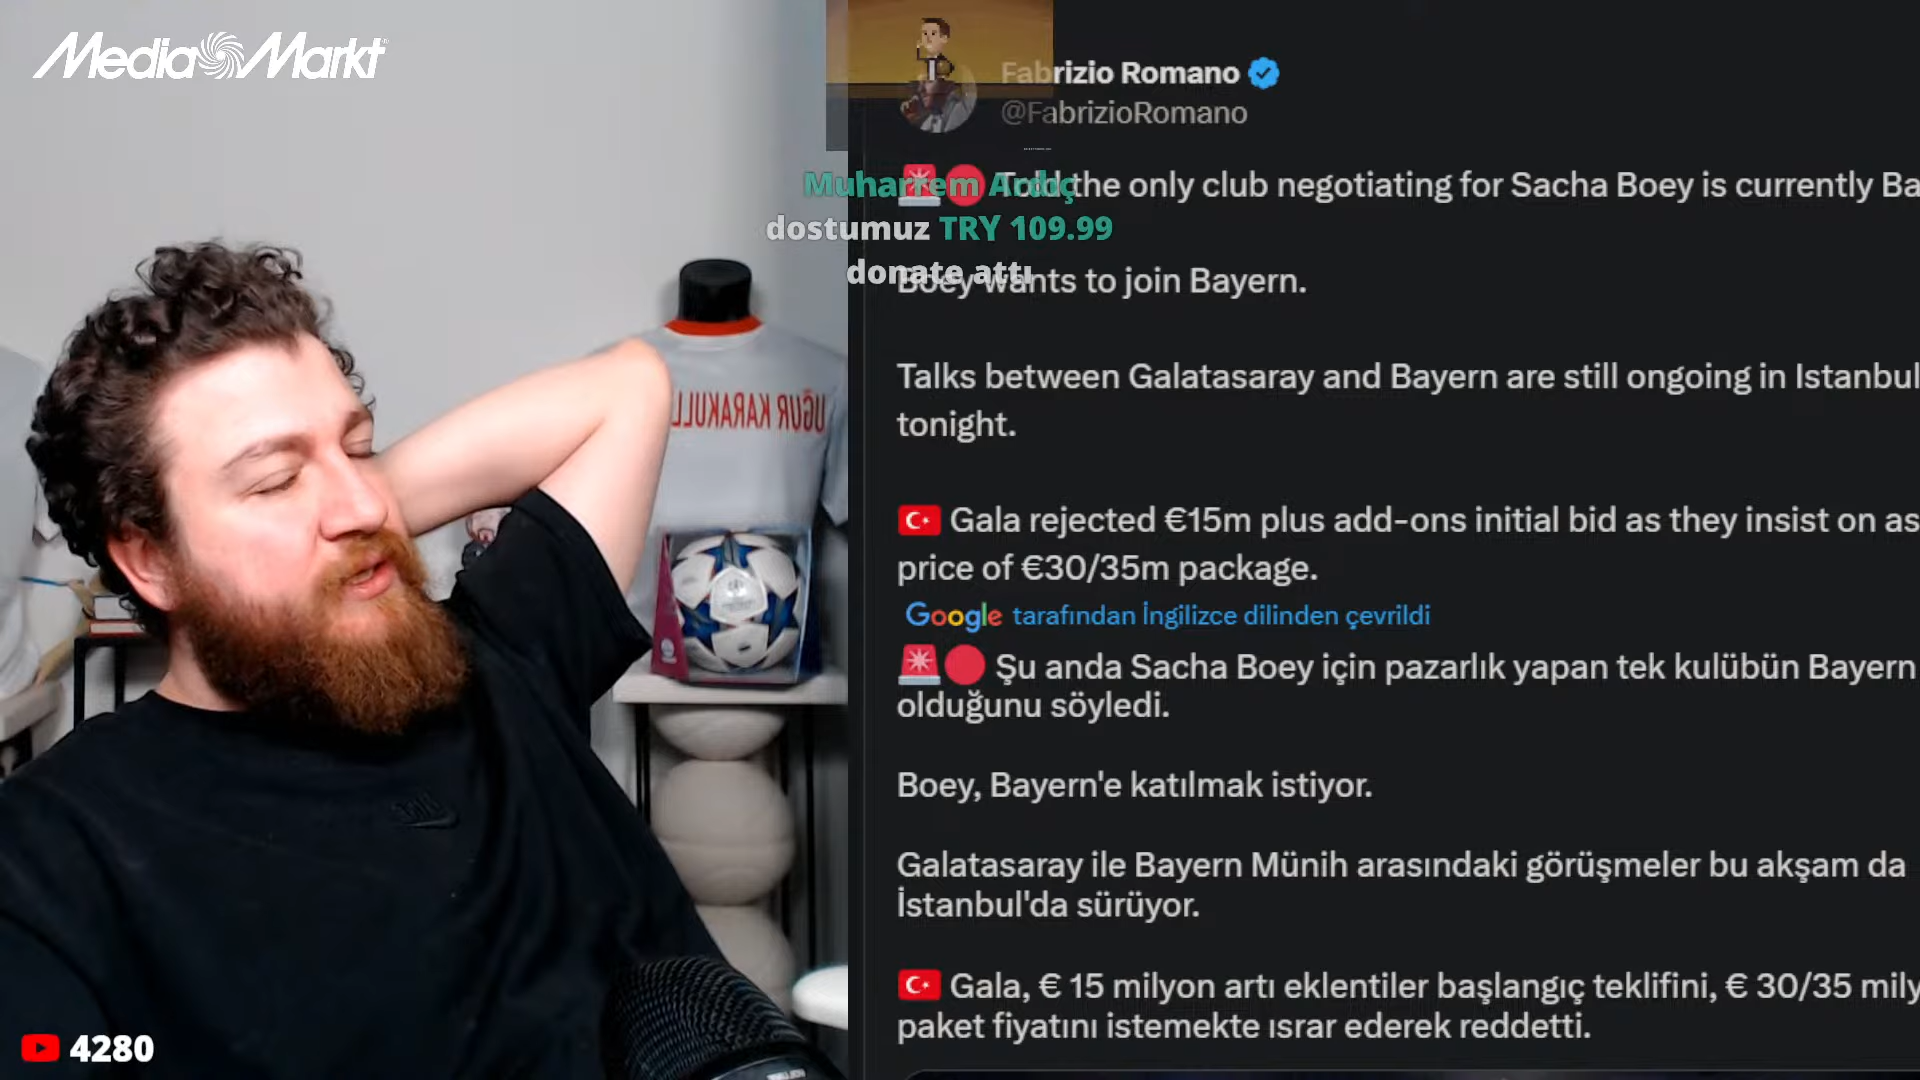 MediaMarkt
Fabrizio Romano
@FabrizioRomano
Muharrem Ardıç
dostumuz TRY 109.99
donate attı
Told the only club negotiating for Sacha Boey is currently Ba
Boey wants to join Bayern.
Talks between Galatasaray and Bayern are still ongoing in Istanbul
tonight.
Gala rejected €15m plus add-ons initial bid as they insist on as
price of €30/35m package.
Google tarafından İngilizce dilinden çevrildi
Şu anda Sacha Boey için pazarlık yapan tek kulübün Bayern
olduğunu söyledi.
Boey, Bayern'e katılmak istiyor.
Galatasaray ile Bayern Münih arasındaki görüşmeler bu akşam da
İstanbul'da sürüyor.
Gala, € 15 milyon artı eklentiler başlangıç teklifini, € 30/35 mily
paket fiyatını istemekte ısrar ederek reddetti.
UĞUR KARAKULL
4280